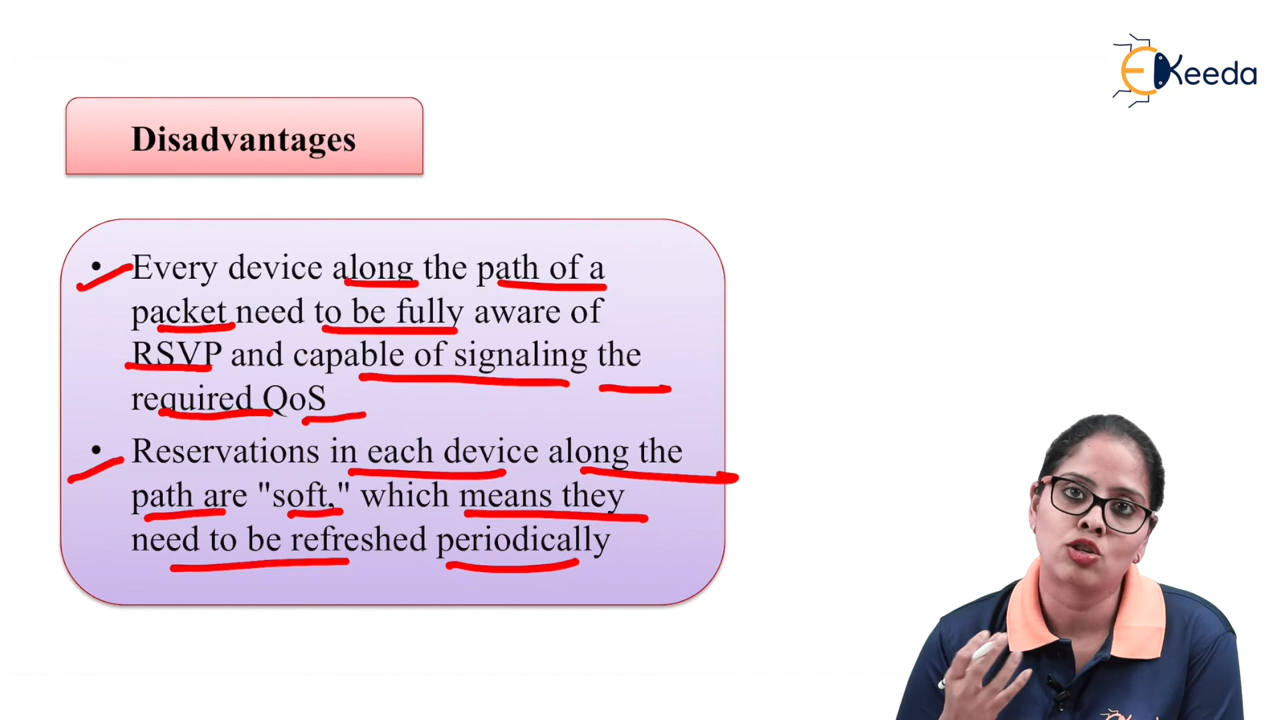 EKeeda
Disadvantages
• Every device along the path of a
packet need to be fully aware of
RSVP and capable of signaling the
required QoS
• Reservations in each device along the
path are "soft," which means they
need to be refreshed periodically